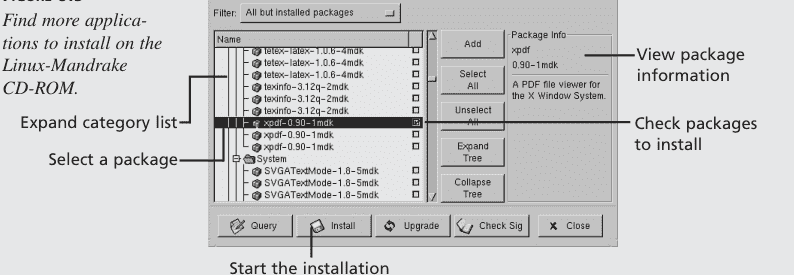 Find more applica-
tions to install on the
Linux-Mandrake
CD-ROM.
Filter: All but installed packages
Name
tetex-latex-1.0.6-4mdk
tetex-latex-1.0.6-4mdk
tetex-latex-1.0.6-4mdk
texinfo-3.12q-2mdk
texinfo-3.12q-2mdk
texinfo-3.12q-2mdk
xpdf-0.90-1mdk
xpdf-0.90-1mdk
xpdf-0.90-1mdk
System
SVGATextMode-1.8-5mdk
SVGATextMode-1.8-5mdk
SVGATextMode-1.8-5mdk
Add
Select
All
Unselect
All
Expand
Tree
Collapse
Tree
Package Info
xpdf
0.90-1mdk
A PDF file viewer for
the X Window System.
Query
Install
Upgrade
Check Sig
Close
Expand category list
Select a package
View package
information
Check packages
to install
Start the installation